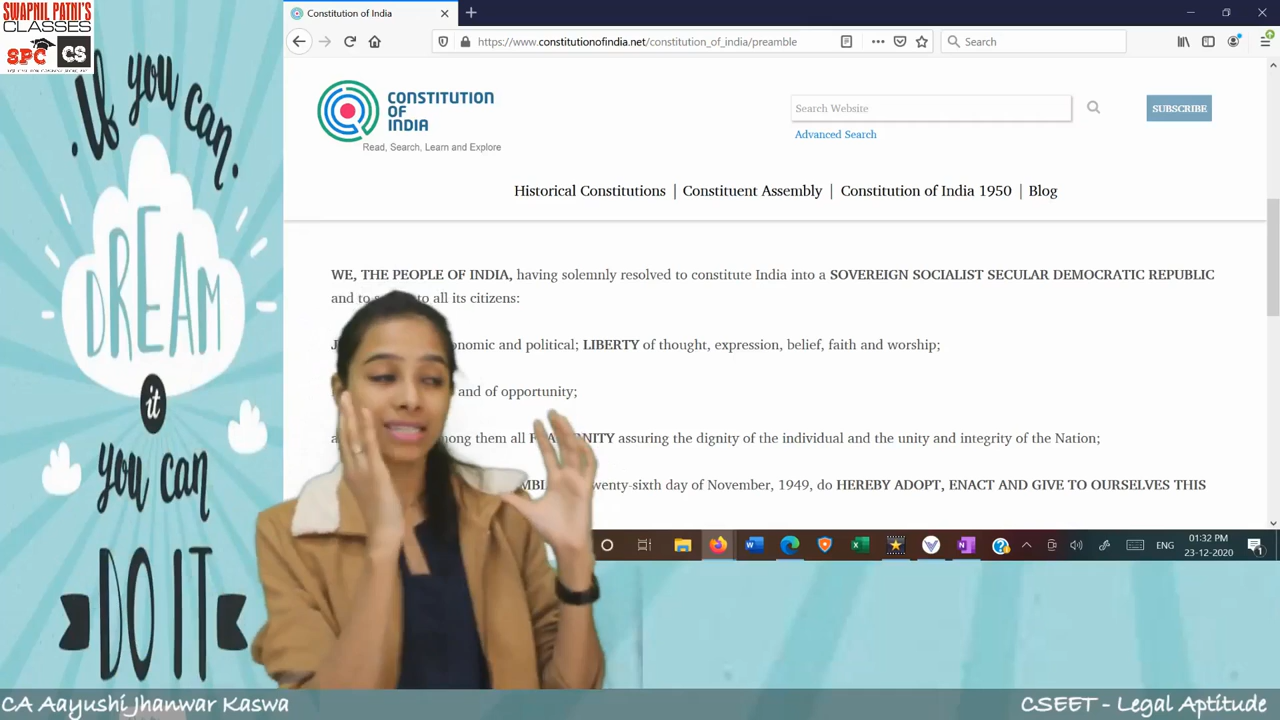 SWAPNIL PATNI'S
CLASSES
SPC CS
If you can
DREAM
it
you can
DO IT
Constitution of India
https://www.constitutionofindia.net/constitution_of_india/preamble
Search
CONSTITUTION
OF
INDIA
Read, Search, Learn and Explore
Search Website
SUBSCRIBE
Advanced Search
Historical Constitutions | Constituent Assembly | Constitution of India 1950 | Blog
WE, THE PEOPLE OF INDIA, having solemnly resolved to constitute India into a SOVEREIGN SOCIALIST SECULAR DEMOCRATIC REPUBLIC
and to all its citizens:
and political; LIBERTY of thought, expression, belief, faith and worship;
and of opportunity;
them all assuring the dignity of the individual and the unity and integrity of the Nation;
day of November, 1949, do HEREBY ADOPT, ENACT AND GIVE TO OURSELVES THIS
ENG
01:32 PM
23-12-2020
CA Aayushi Jhanwar Kaswa
CSEET - Legal Aptitude